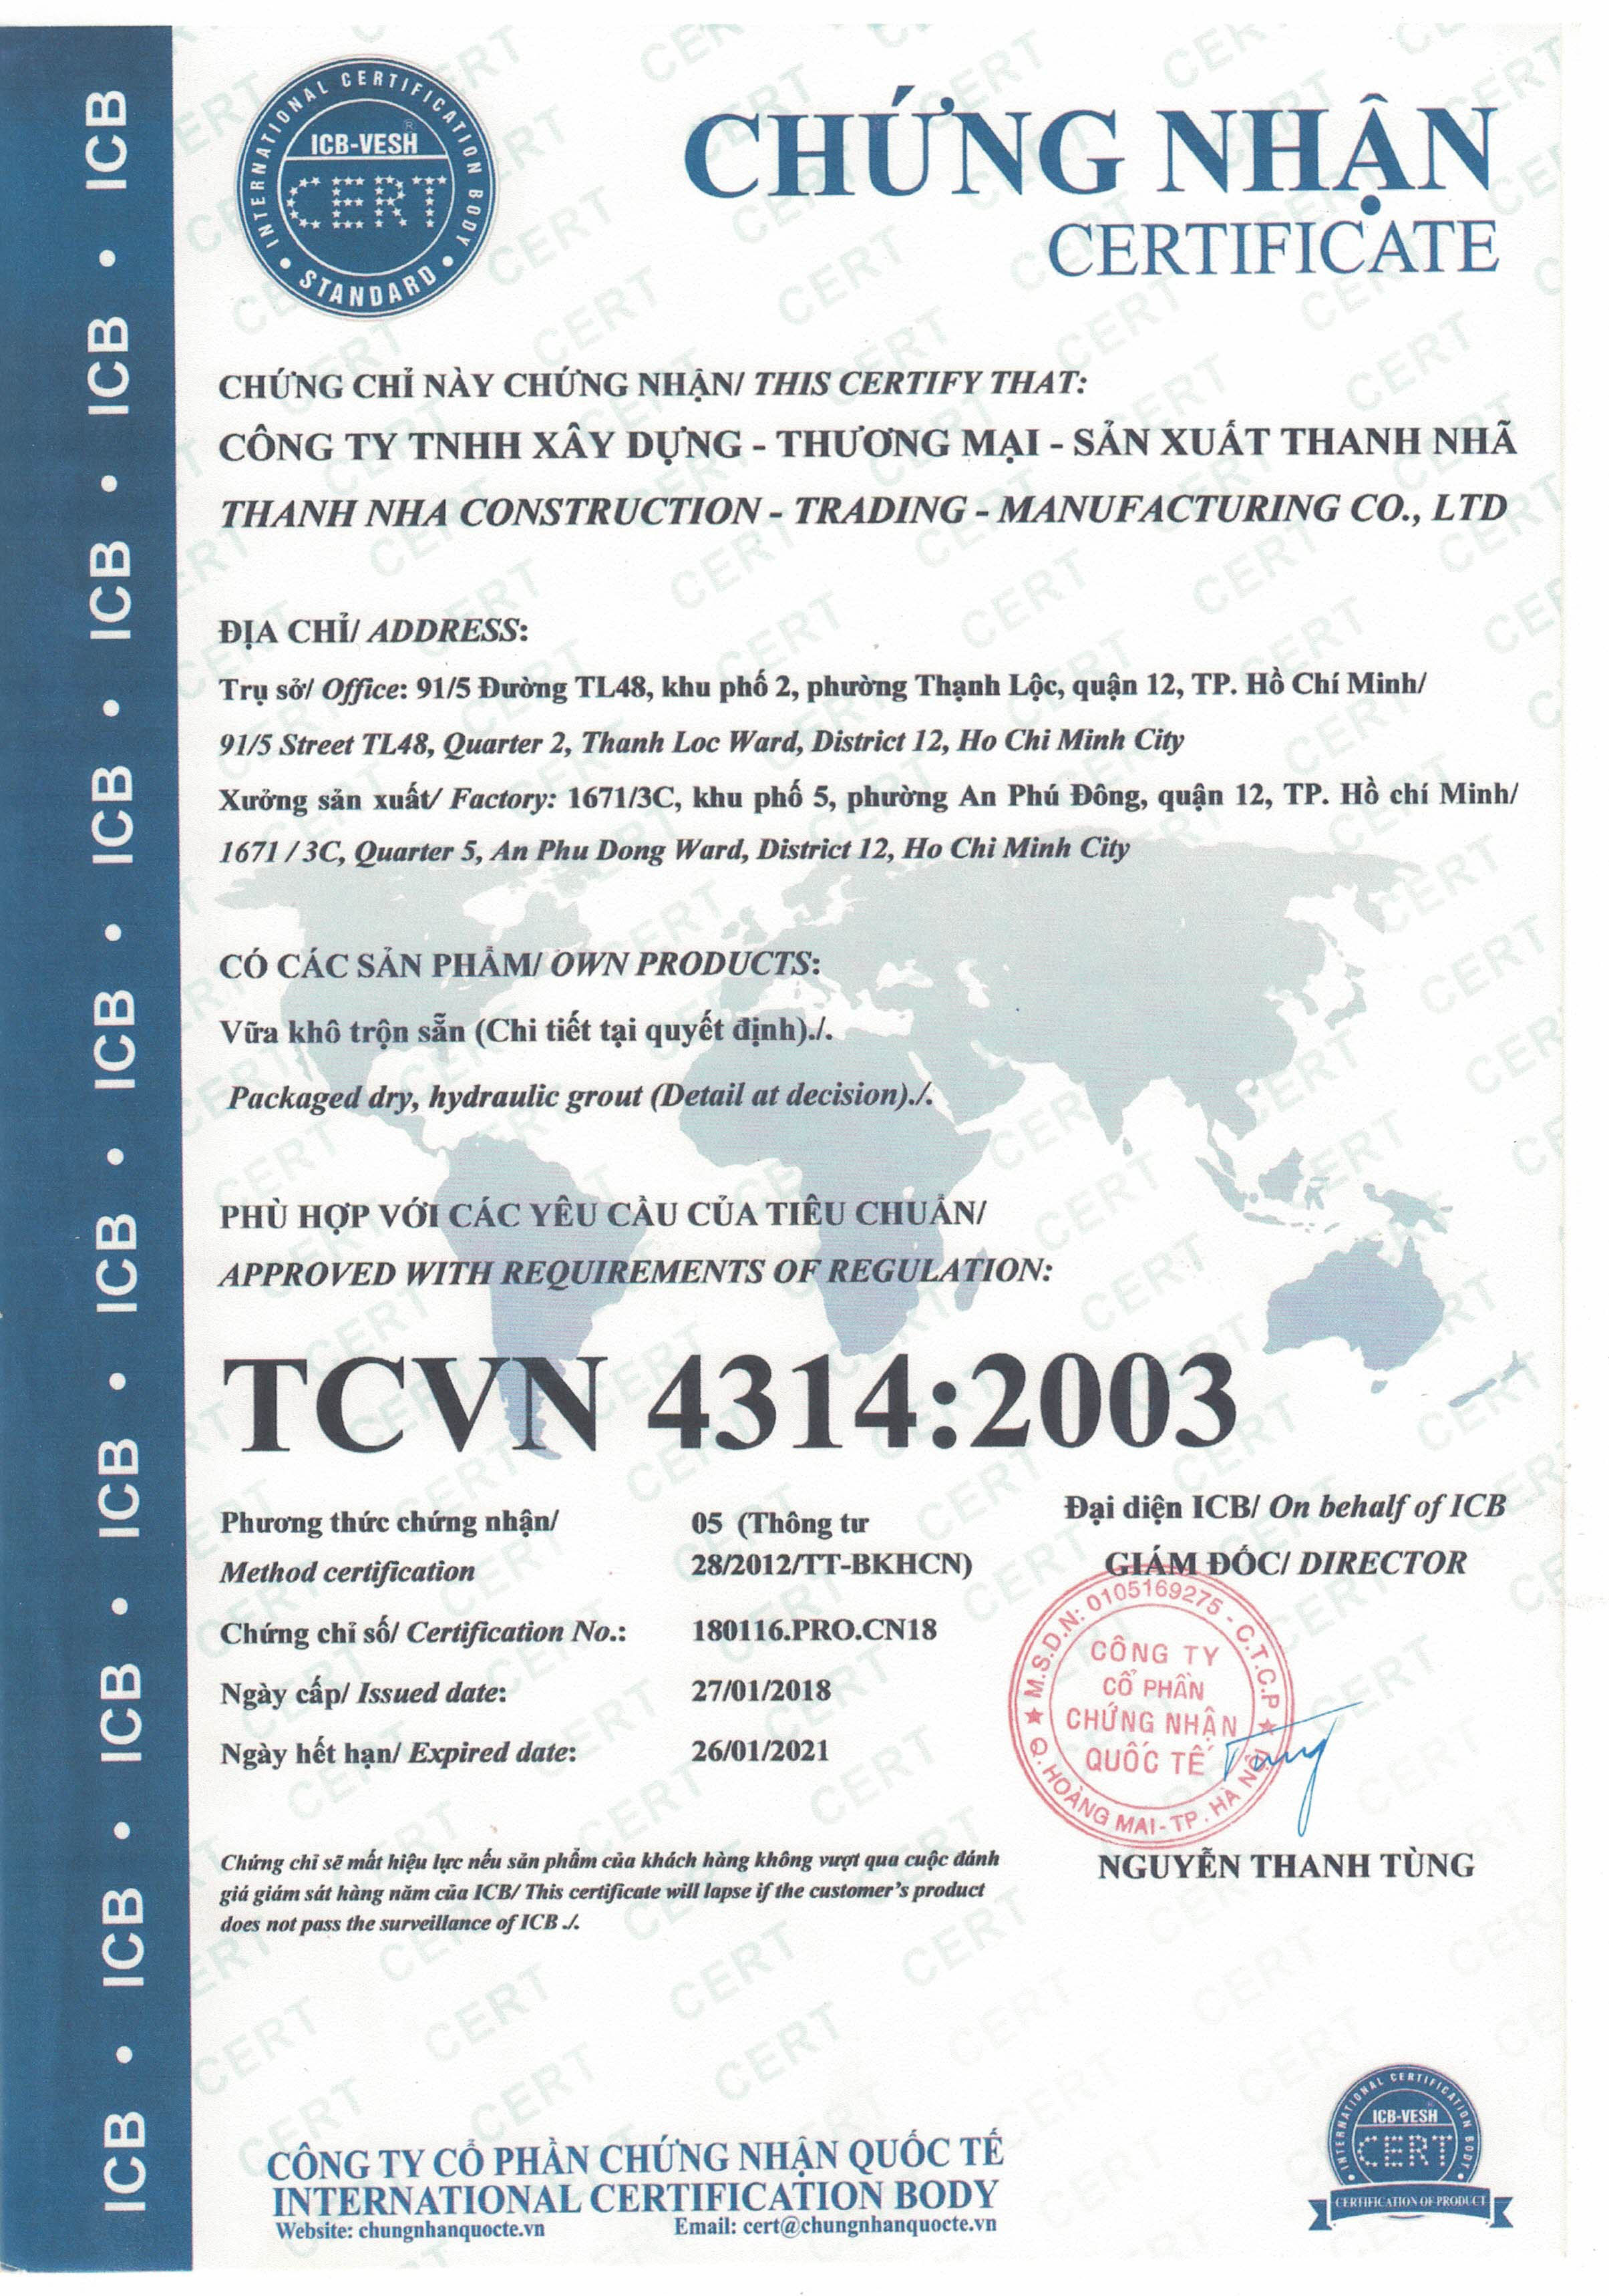 ICB • ICB • ICB • ICB • ICB • ICB • ICB • ICB • ICB • ICB
INTERNATIONAL CERTIFICATION BODY
ICB-VESH®
CERT
• STANDARD •
CHỨNG NHẬN
CERTIFICATE
CHỨNG CHỈ NÀY CHỨNG NHẬN/ THIS CERTIFY THAT:
CÔNG TY TNHH XÂY DỰNG - THƯƠNG MẠI - SẢN XUẤT THANH NHÃ
THANH NHA CONSTRUCTION - TRADING - MANUFACTURING CO., LTD
ĐỊA CHỈ/ ADDRESS:
Trụ sở/ Office: 91/5 Đường TL48, khu phố 2, phường Thạnh Lộc, quận 12, TP. Hồ Chí Minh/
91/5 Street TL48, Quarter 2, Thanh Loc Ward, District 12, Ho Chi Minh City
Xưởng sản xuất/ Factory: 1671/3C, khu phố 5, phường An Phú Đông, quận 12, TP. Hồ chí Minh/
1671 / 3C, Quarter 5, An Phu Dong Ward, District 12, Ho Chi Minh City
CÓ CÁC SẢN PHẨM/ OWN PRODUCTS:
Vữa khô trộn sẵn (Chi tiết tại quyết định)./.
Packaged dry, hydraulic grout (Detail at decision)./.
PHÙ HỢP VỚI CÁC YÊU CẦU CỦA TIÊU CHUẨN/
APPROVED WITH REQUIREMENTS OF REGULATION:
TCVN 4314:2003
Phương thức chứng nhận/ 05 (Thông tư
Method certification 28/2012/TT-BKHCN)
Chứng chỉ số/ Certification No.: 180116.PRO.CN18
Ngày cấp/ Issued date: 27/01/2018
Ngày hết hạn/ Expired date: 26/01/2021
Đại diện ICB/ On behalf of ICB
GIÁM ĐỐC/ DIRECTOR
M.S.D.N: 0105169275 - C.T.C.P
CÔNG TY
CỔ PHẦN
CHỨNG NHẬN
QUỐC TẾ
Q. HOÀNG MAI - TP. HÀ NỘI
Tung
NGUYỄN THANH TÙNG
Chứng chỉ sẽ mất hiệu lực nếu sản phẩm của khách hàng không vượt qua cuộc đánh
giá giám sát hàng năm của ICB/ This certificate will lapse if the customer's product
does not pass the surveillance of ICB ./.
CÔNG TY CỔ PHẦN CHỨNG NHẬN QUỐC TẾ
INTERNATIONAL CERTIFICATION BODY
Website: chungnhanquocte.vn Email: cert@chungnhanquocte.vn
INTERNATIONAL CERTIFICATION BODY
ICB-VESH
CERT
CERTIFICATION OF PRODUCT